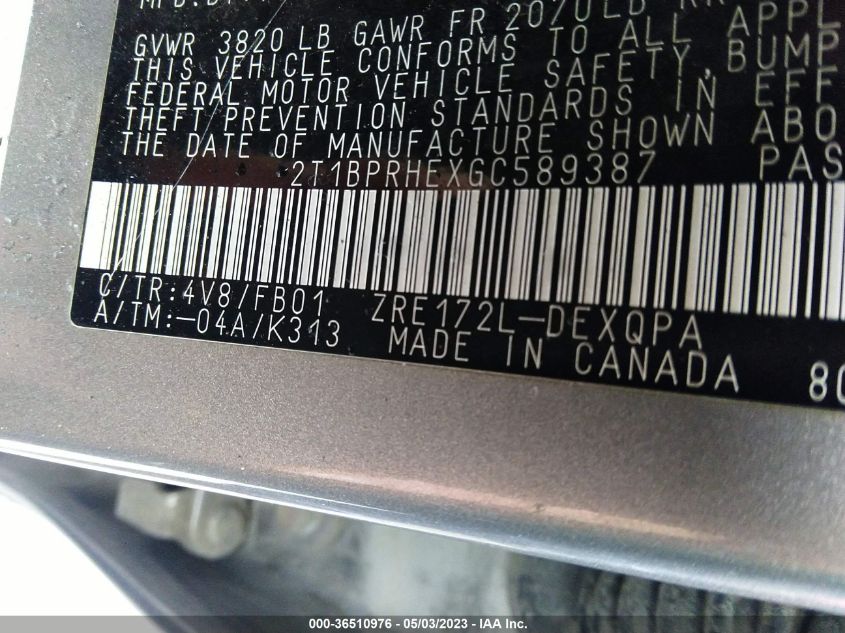 GVWR 3820 LB GAWR FR 2070LB
THIS VEHICLE CONFORMS TO ALL APPL
FEDERAL MOTOR VEHICLE SAFETY, BUMP
THEFT PREVENTION STANDARDS IN EFF
THE DATE OF MANUFACTURE SHOWN ABO
2T1BPRHEXGC589387 PAS
C/TR:4V8/FB01 ZRE172L-DEXQPA
A/TM:-04A/K313 MADE IN CANADA 80
000-36510976 - 05/03/2023 - IAA Inc.